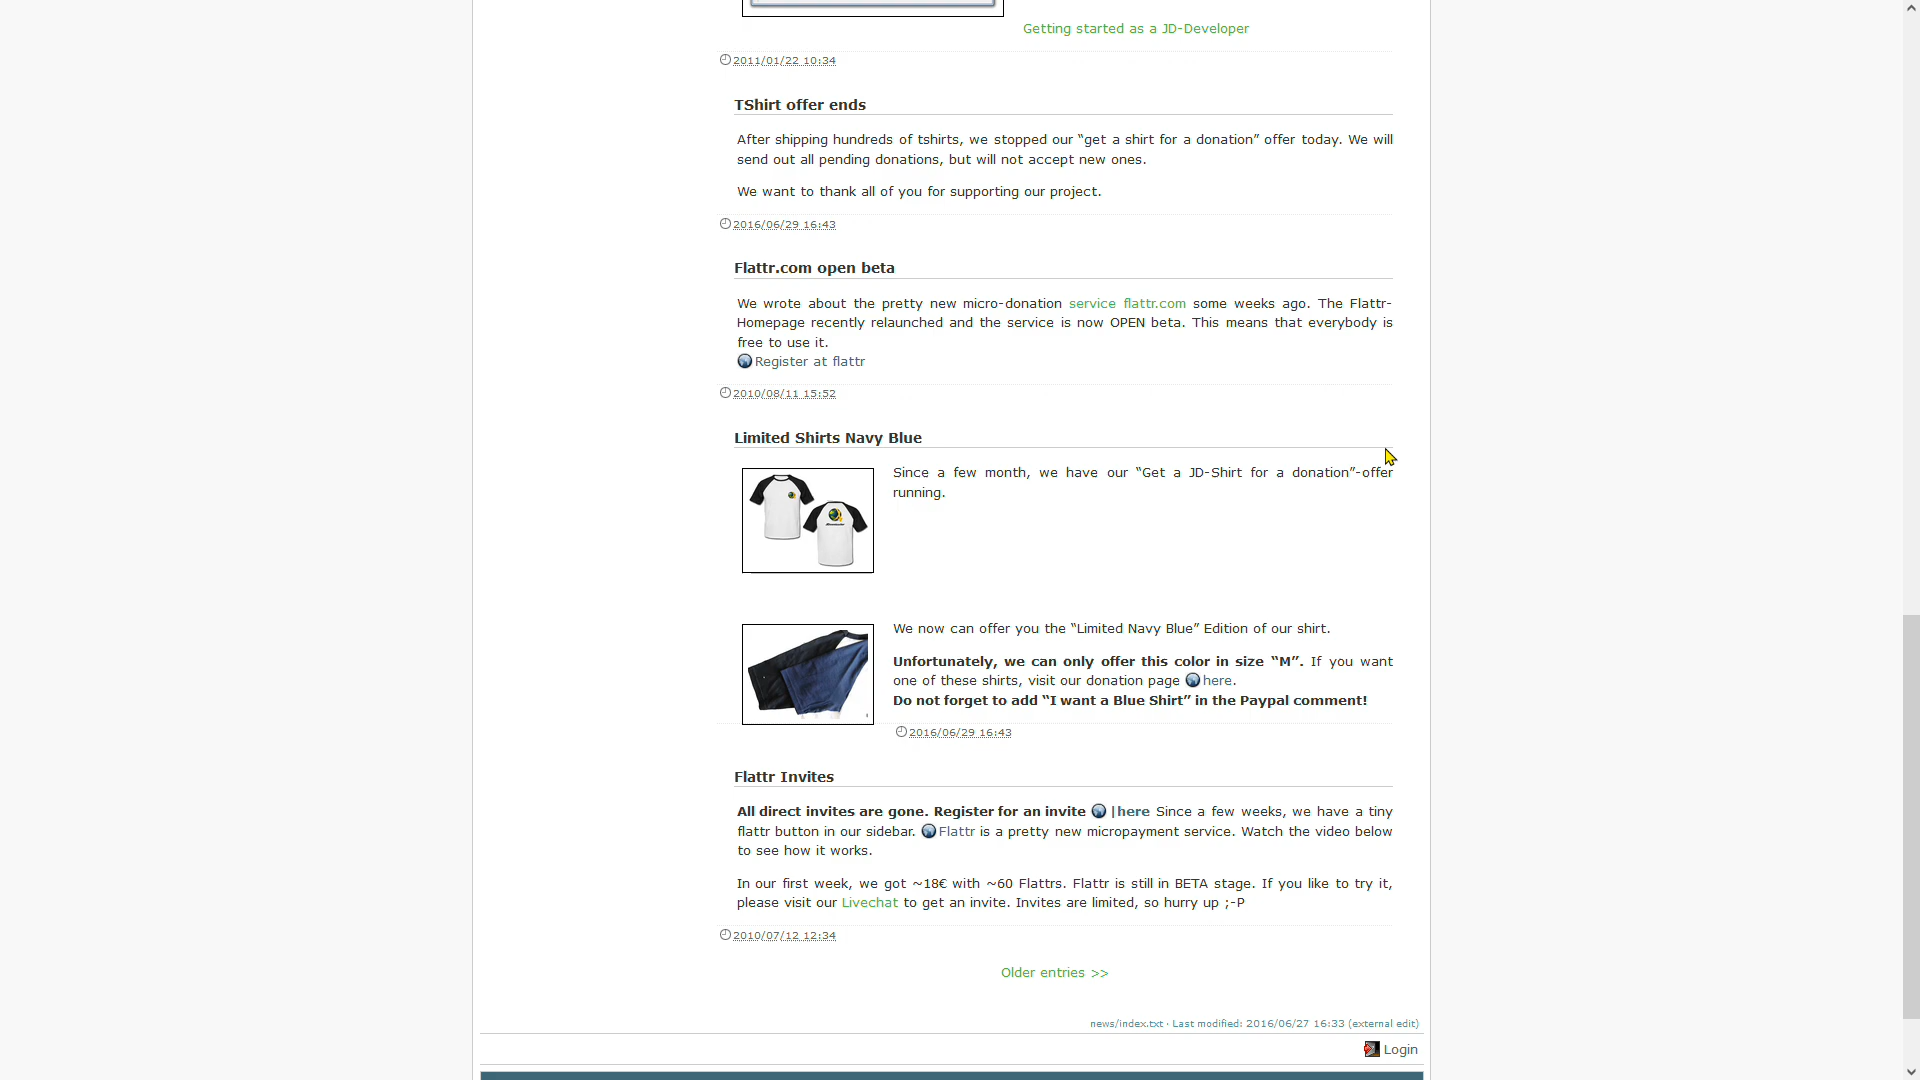 Getting started as a JD-Developer
2011/01/22 10:34
TShirt offer ends
After shipping hundreds of tshirts, we stopped our “get a shirt for a donation” offer today. We will
send out all pending donations, but will not accept new ones.
We want to thank all of you for supporting our project.
2016/06/29 16:43
Flattr.com open beta
We wrote about the pretty new micro-donation service flattr.com some weeks ago. The Flattr-
Homepage recently relaunched and the service is now OPEN beta. This means that everybody is
free to use it.
Register at flattr
2010/08/11 15:52
Limited Shirts Navy Blue
Since a few month, we have our “Get a JD-Shirt for a donation”-offer
running.
We now can offer you the “Limited Navy Blue” Edition of our shirt.
Unfortunately, we can only offer this color in size “M”. If you want
one of these shirts, visit our donation page here.
Do not forget to add “I want a Blue Shirt” in the Paypal comment!
2016/06/29 16:43
Flattr Invites
All direct invites are gone. Register for an invite |here Since a few weeks, we have a tiny
flattr button in our sidebar. Flattr is a pretty new micropayment service. Watch the video below
to see how it works.
In our first week, we got ~18€ with ~60 Flattrs. Flattr is still in BETA stage. If you like to try it,
please visit our Livechat to get an invite. Invites are limited, so hurry up ;-P
2010/07/12 12:34
Older entries >>
news/index.txt · Last modified: 2016/06/27 16:33 (external edit)
Login